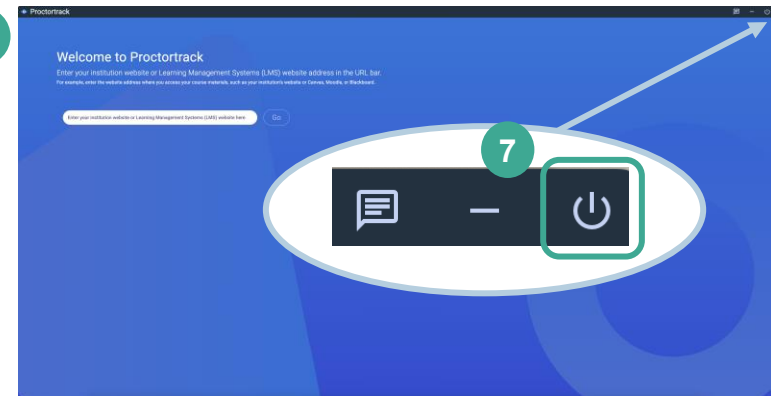 Proctortrack
Welcome to Proctortrack
Enter your institution website or Learning Management Systems (LMS) website address in the URL bar.
For example, enter the website address where you access your course materials, such as your institution's website or Canvas, Moodle, or Blackboard.
Enter your institution website or Learning Management Systems (LMS) website here
Go
7